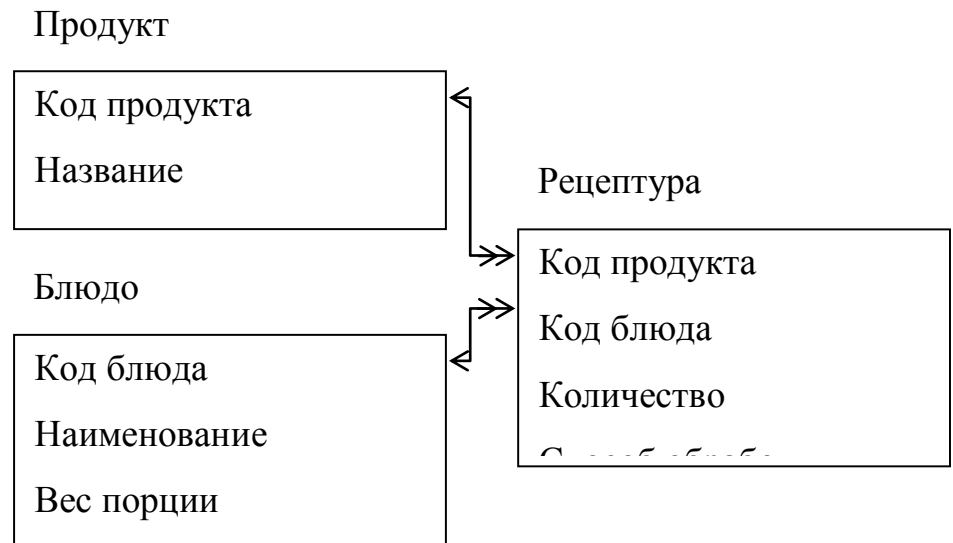 Продукт
Код продукта
Название
Блюдо
Код блюда
Наименование
Вес порции
Рецептура
Код продукта
Код блюда
Количество